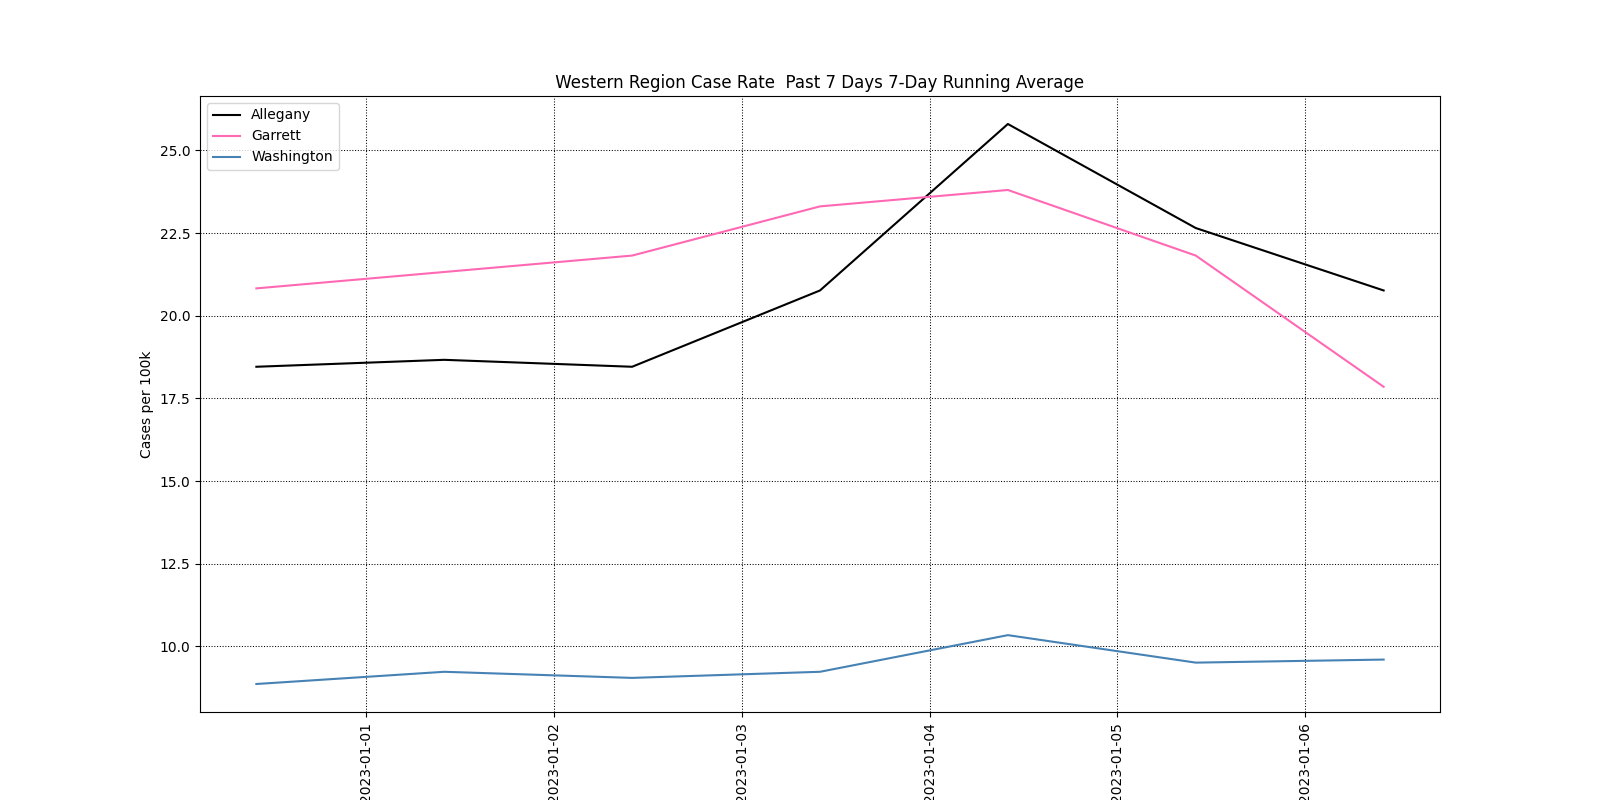 Western Region Case Rate  Past 7 Days 7-Day Running Average
Allegany
Garrett
Washington
25.0
22.5
20.0
17.5
15.0
12.5
10.0
Cases per 100k
2023-01-01
2023-01-02
2023-01-03
2023-01-04
2023-01-05
2023-01-06